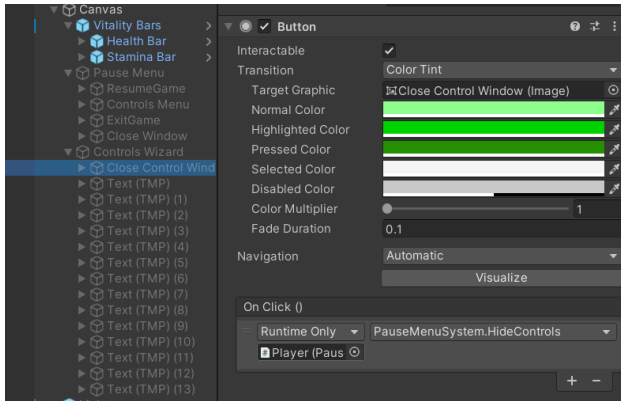 Canvas
Vitality Bars
Health Bar
Stamina Bar
Pause Menu
ResumeGame
Controls Menu
ExitGame
Close Window
Controls Wizard
Close Control Wind
Text (TMP)
Text (TMP) (1)
Text (TMP) (2)
Text (TMP) (3)
Text (TMP) (4)
Text (TMP) (5)
Text (TMP) (6)
Text (TMP) (7)
Text (TMP) (8)
Text (TMP) (9)
Text (TMP) (10)
Text (TMP) (11)
Text (TMP) (12)
Text (TMP) (13)
Button
Interactable
Transition Color Tint
Target Graphic Close Control Window (Image)
Normal Color
Highlighted Color
Pressed Color
Selected Color
Disabled Color
Color Multiplier 1
Fade Duration 0.1
Navigation Automatic
Visualize
On Click ()
Runtime Only PauseMenuSystem.HideControls
Player (Paus
+ −